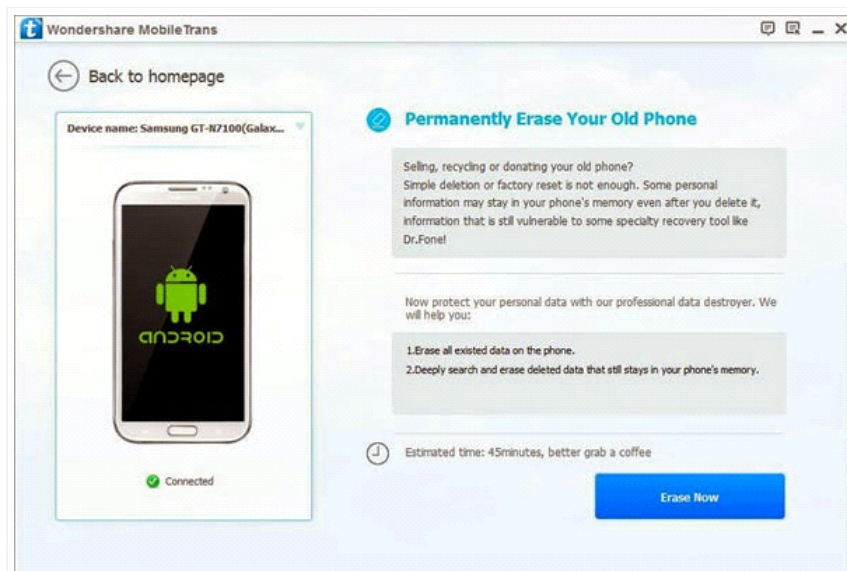 Wondershare MobileTrans
Back to homepage
Device name: Samsung GT-N7100(Galax...
ANDROID
Connected
Permanently Erase Your Old Phone
Selling, recycling or donating your old phone?
Simple deletion or factory reset is not enough. Some personal
information may stay in your phone's memory even after you delete it,
information that is still vulnerable to some specialty recovery tool like
Dr.Fone!
Now protect your personal data with our professional data destroyer. We
will help you:
1.Erase all existed data on the phone.
2.Deeply search and erase deleted data that still stays in your phone's memory.
Estimated time: 45minutes, better grab a coffee
Erase Now